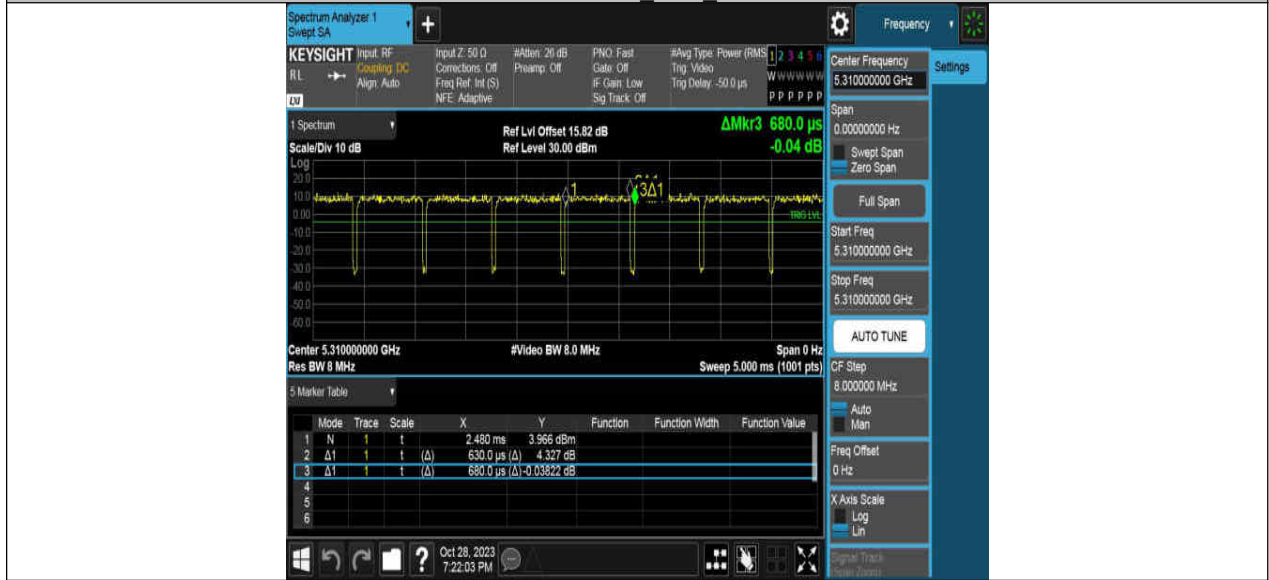 Spectrum Analyzer 1
Swept SA
+
Frequency
KEYSIGHT
RL
LXI
Input: RF
Coupling: DC
Align: Auto
Input Z: 50 Ω
Corrections: Off
Freq Ref: Int (S)
NFE: Adaptive
#Atten: 26 dB
Preamp: Off
PNO: Fast
Gate: Off
IF Gain: Low
Sig Track: Off
#Avg Type: Power (RMS
Trig: Video
Trig Delay: -50.0 µs
1 2 3 4 5 6
W W W W W W
P P P P P P
1 Spectrum
Scale/Div 10 dB
Ref Lvl Offset 15.82 dB
Ref Level 30.00 dBm
ΔMkr3 680.0 µs
-0.04 dB
Log
20.0
10.0
0.00
-10.0
-20.0
-30.0
-40.0
-50.0
-60.0
1
3Δ1
TRIG LVL
Center 5.310000000 GHz
#Video BW 8.0 MHz
Span 0 Hz
Res BW 8 MHz
Sweep 5.000 ms (1001 pts)
5 Marker Table
Mode Trace Scale X Y Function Function Width Function Value
1 N 1 t 2.480 ms 3.966 dBm
2 Δ1 1 t (Δ) 630.0 µs (Δ) 4.327 dB
3 Δ1 1 t (Δ) 680.0 µs (Δ) -0.03822 dB
4
5
6
?
Oct 28, 2023
7:22:03 PM
Center Frequency
5.310000000 GHz
Settings
Span
0.00000000 Hz
Swept Span
Zero Span
Full Span
Start Freq
5.310000000 GHz
Stop Freq
5.310000000 GHz
AUTO TUNE
CF Step
8.000000 MHz
Auto
Man
Freq Offset
0 Hz
X Axis Scale
Log
Lin
Signal Track
(Span Zoom)